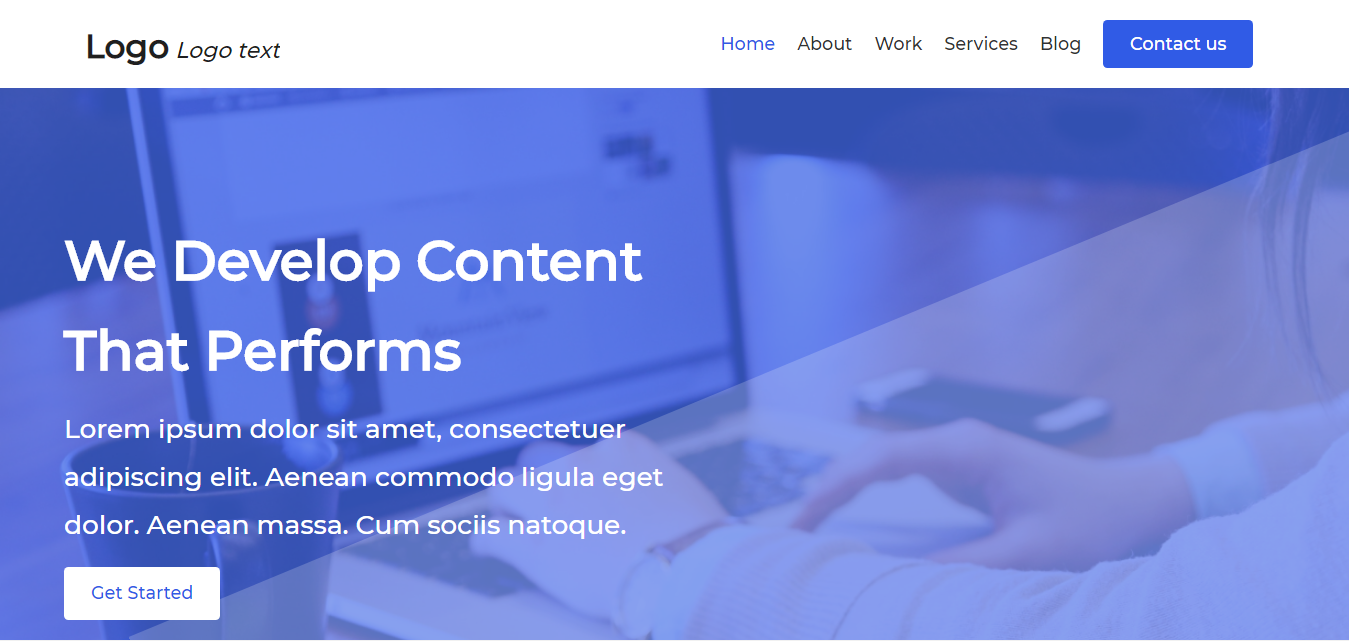 Logo Logo text
Home About Work Services Blog Contact us
We Develop Content
That Performs
Lorem ipsum dolor sit amet, consectetuer
adipiscing elit. Aenean commodo ligula eget
dolor. Aenean massa. Cum sociis natoque.
Get Started